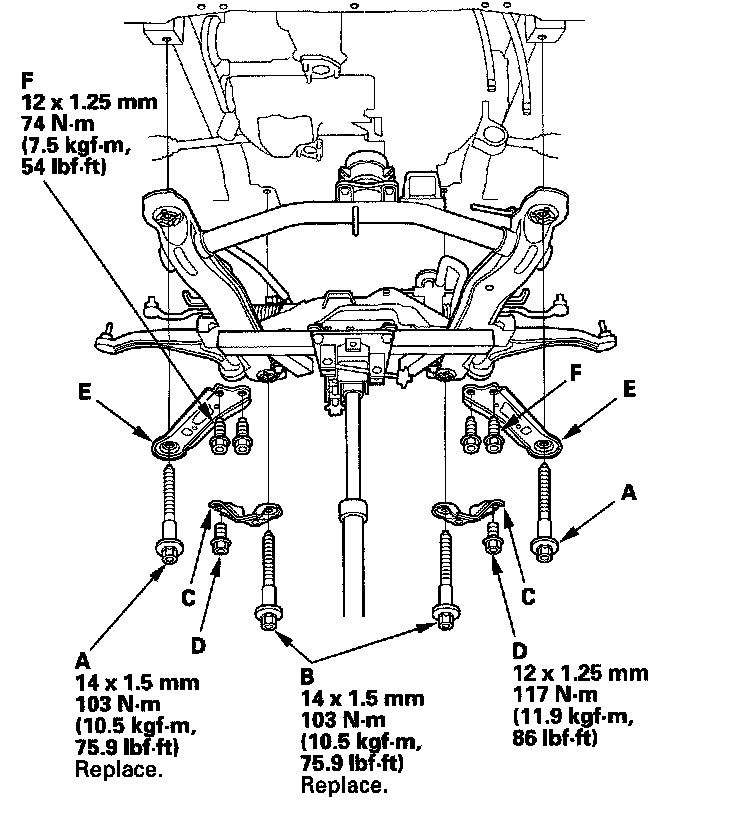 F
12 x 1.25 mm
74 N·m
(7.5 kgf·m,
54 lbf·ft)
E
F
E
A
C
D
C
A
14 x 1.5 mm
103 N·m
(10.5 kgf·m,
75.9 lbf·ft)
Replace.
B
14 x 1.5 mm
103 N·m
(10.5 kgf·m,
75.9 lbf·ft)
Replace.
D
12 x 1.25 mm
117 N·m
(11.9 kgf·m,
86 lbf·ft)